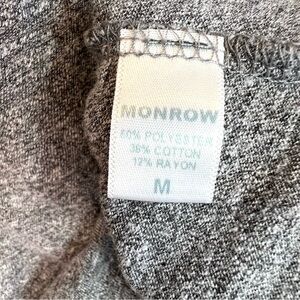 MONROW
50% POLYESTER
38% COTTON
12% RAYON
M